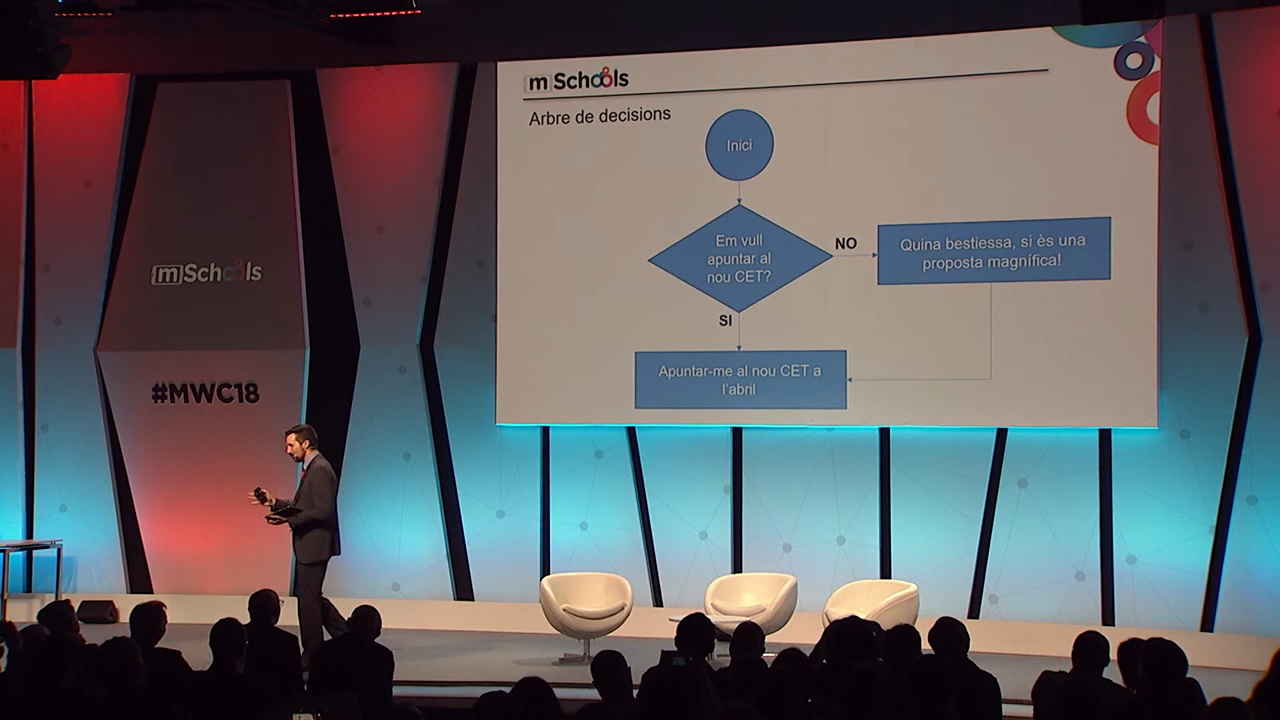 mSchools
Arbre de decisions
Inici
Em vull
apuntar al
nou CET?
NO
Quina bestiessa, si ès una
proposta magnífica!
SI
Apuntar-me al nou CET a
l'abril
mSchools
#MWC18